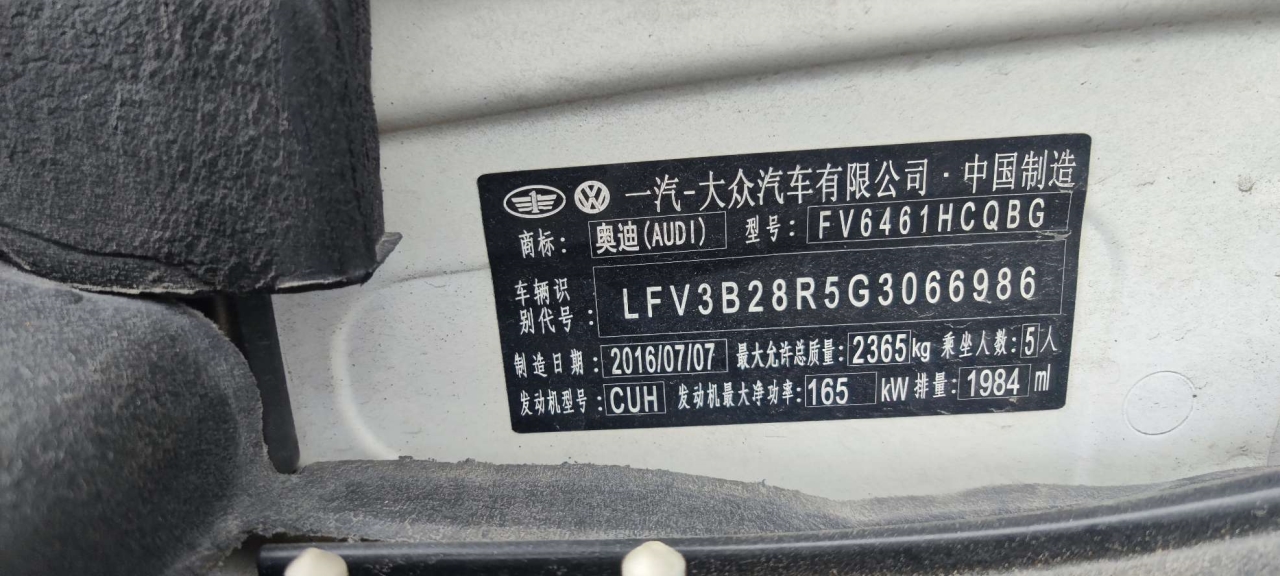 一汽-大众汽车有限公司·中国制造
商标: 奥迪(AUDI) 型号: FV6461HCQBG
车辆识别代号: LFV3B28R5G3066986
制造日期: 2016/07/07 最大允许总质量: 2365kg 乘坐人数: 5人
发动机型号: CUH 发动机最大净功率: 165 kW 排量: 1984 ml